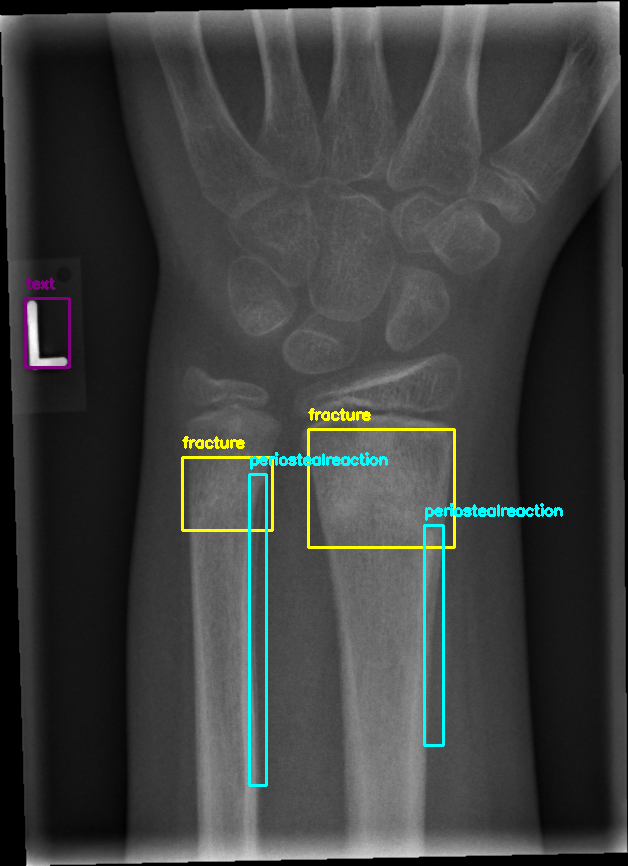 text
L
fracture
fracture
periostealreaction
periostealreaction